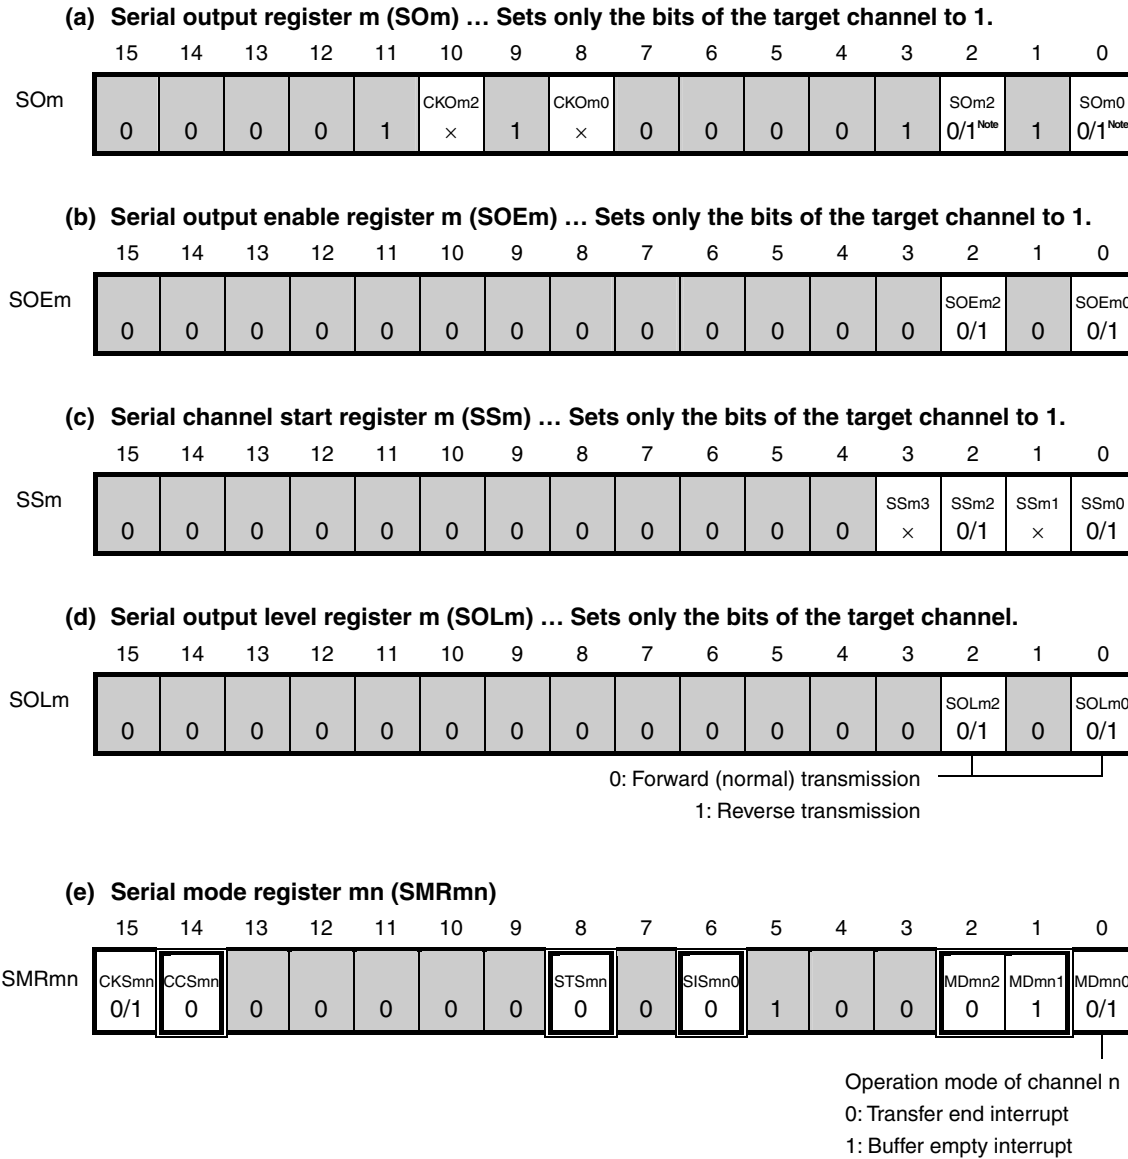 (a) Serial output register m (SOm) … Sets only the bits of the target channel to 1.
15 14 13 12 11 10 9 8 7 6 5 4 3 2 1 0
SOm
CKOm2 CKOm0 SOm2 SOm0
0 0 0 0 1 × 1 × 0 0 0 0 1 0/1Note 1 0/1Note
(b) Serial output enable register m (SOEm) … Sets only the bits of the target channel to 1.
15 14 13 12 11 10 9 8 7 6 5 4 3 2 1 0
SOEm
SOEm2 SOEm0
0 0 0 0 0 0 0 0 0 0 0 0 0 0/1 0 0/1
(c) Serial channel start register m (SSm) … Sets only the bits of the target channel to 1.
15 14 13 12 11 10 9 8 7 6 5 4 3 2 1 0
SSm
SSm3 SSm2 SSm1 SSm0
0 0 0 0 0 0 0 0 0 0 0 0 × 0/1 × 0/1
(d) Serial output level register m (SOLm) … Sets only the bits of the target channel.
15 14 13 12 11 10 9 8 7 6 5 4 3 2 1 0
SOLm
SOLm2 SOLm0
0 0 0 0 0 0 0 0 0 0 0 0 0 0/1 0 0/1
0: Forward (normal) transmission
1: Reverse transmission
(e) Serial mode register mn (SMRmn)
15 14 13 12 11 10 9 8 7 6 5 4 3 2 1 0
SMRmn
CKSmn CCSmn STSmn SISmn0 MDmn2 MDmn1 MDmn0
0/1 0 0 0 0 0 0 0 0 0 1 0 0 0 1 0/1
Operation mode of channel n
0: Transfer end interrupt
1: Buffer empty interrupt